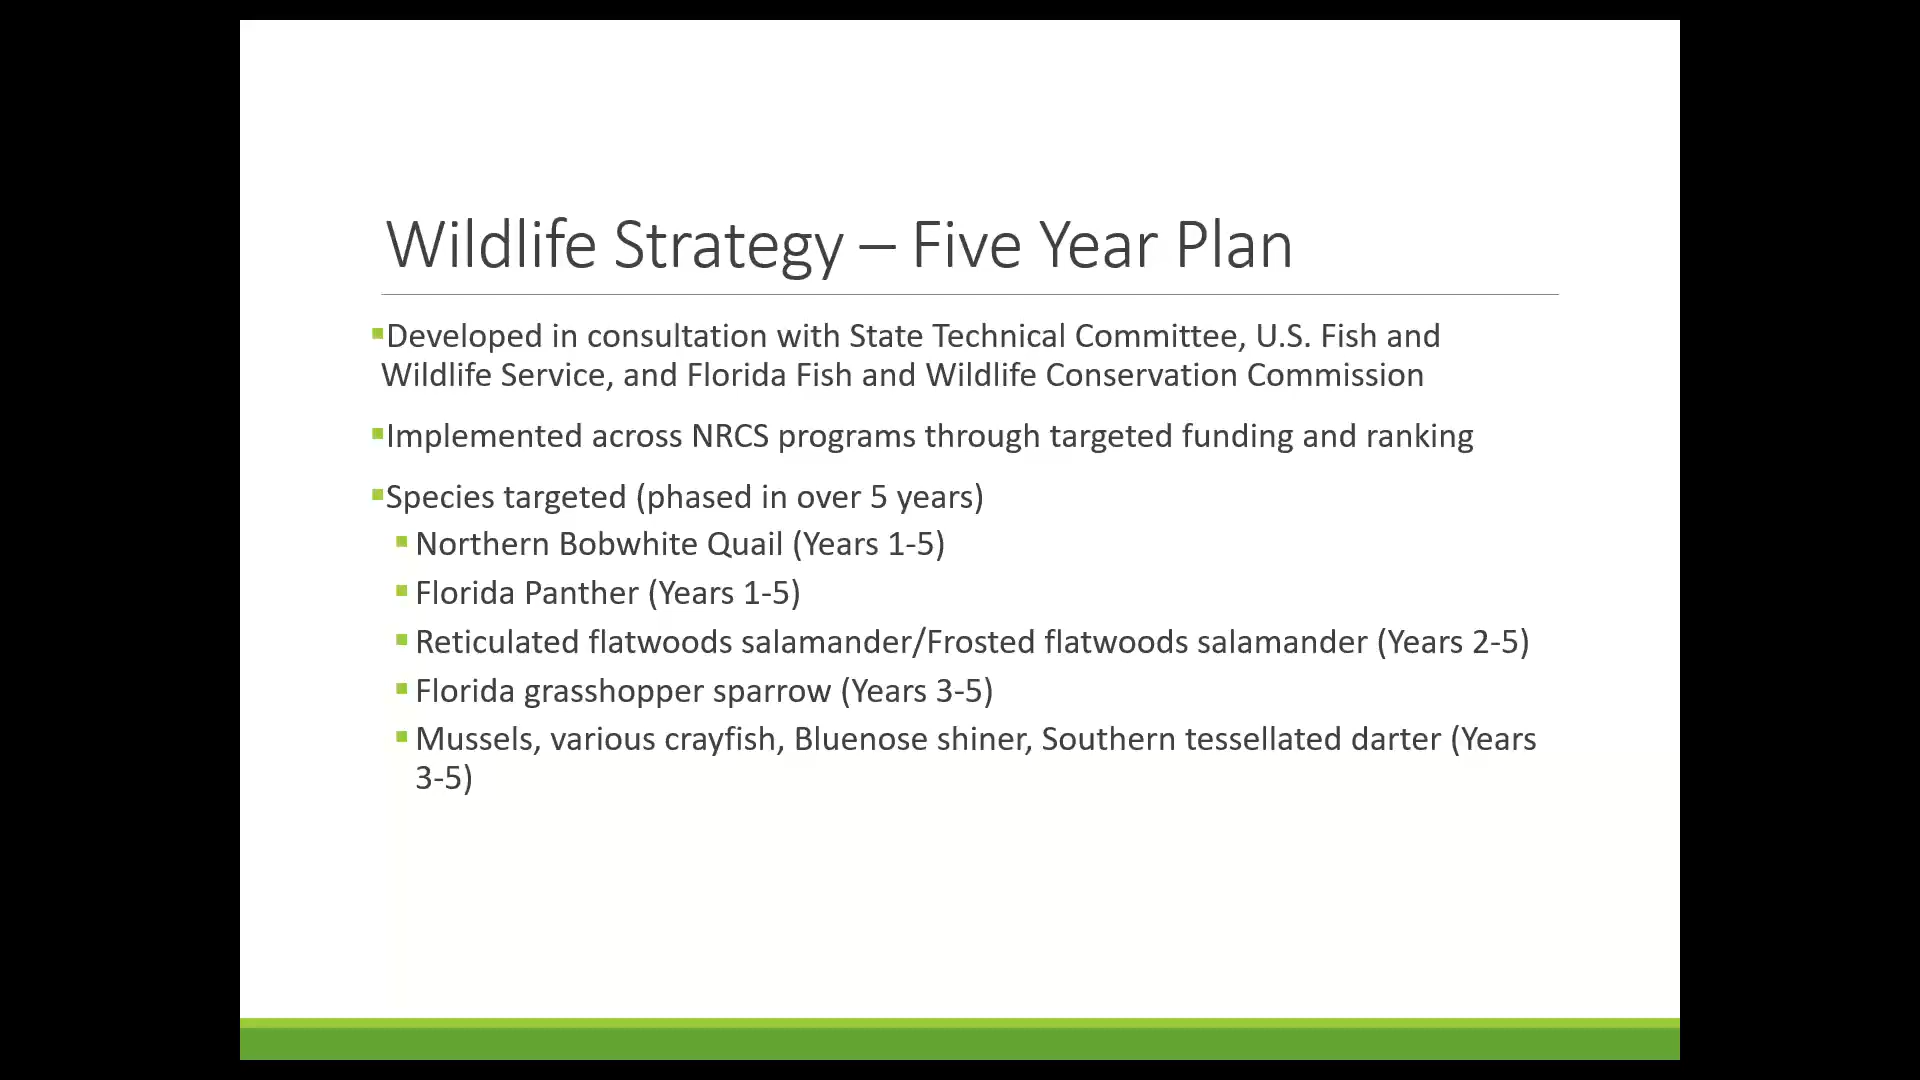 Wildlife Strategy – Five Year Plan
Developed in consultation with State Technical Committee, U.S. Fish and
Wildlife Service, and Florida Fish and Wildlife Conservation Commission
Implemented across NRCS programs through targeted funding and ranking
Species targeted (phased in over 5 years)
Northern Bobwhite Quail (Years 1-5)
Florida Panther (Years 1-5)
Reticulated flatwoods salamander/Frosted flatwoods salamander (Years 2-5)
Florida grasshopper sparrow (Years 3-5)
Mussels, various crayfish, Bluenose shiner, Southern tessellated darter (Years
3-5)